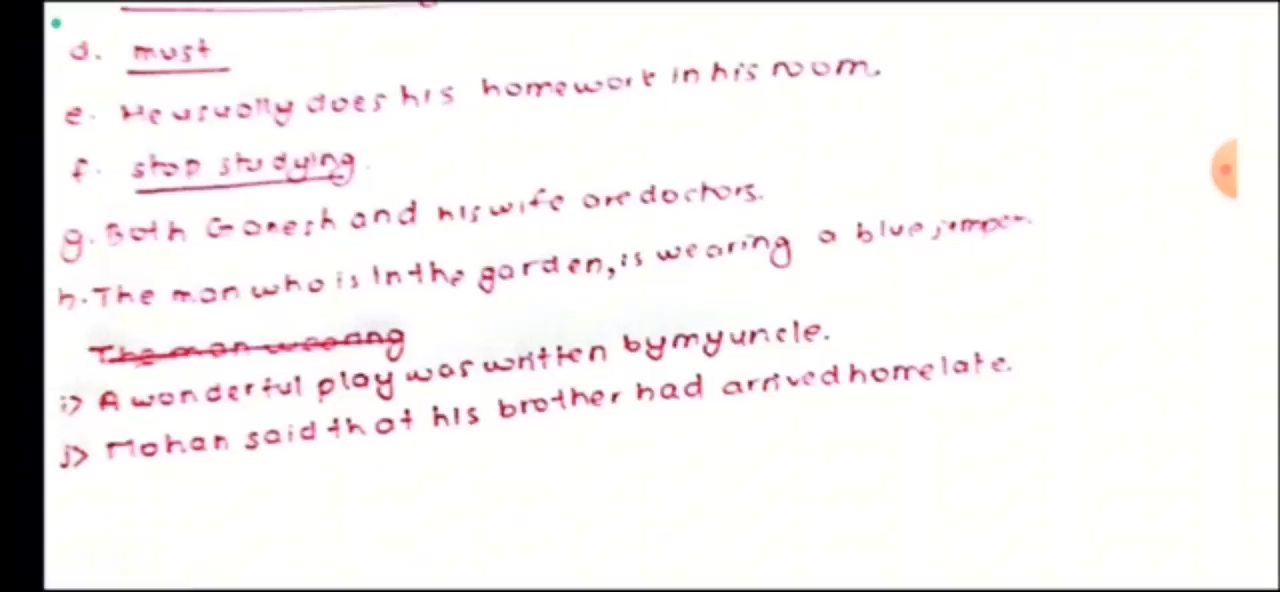 d. must
e. He usually does his homework in his room.
f. stop studying.
g. Both Ganesh and his wife are doctors.
h. The man who is in the garden, is wearing a blue jumper.
The man wearing
i) A wonderful play was written by my uncle.
j) Mohan said that his brother had arrived home late.